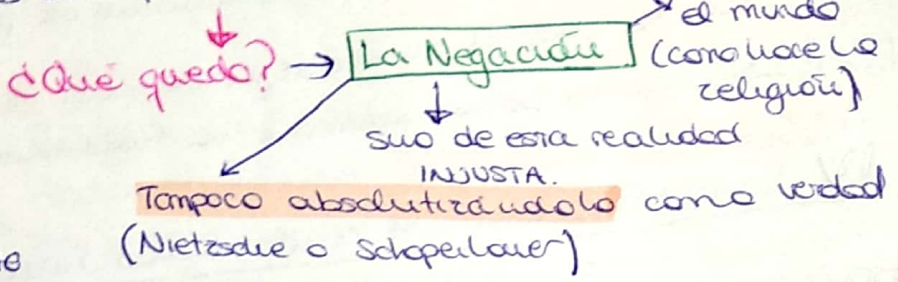 el mundo
¿Qué queda? → La Negación (como hace la
religión)
sino de esta realidad
INJUSTA.
Tampoco absolutizándolo como verdad
(Nietzsche o Schopenhauer)